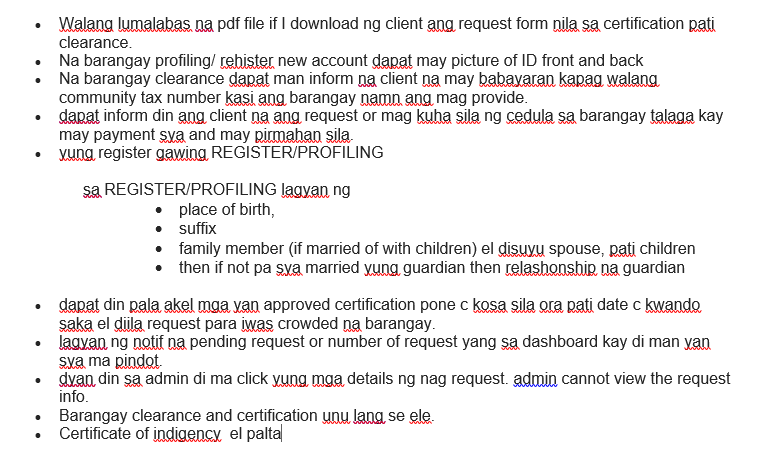 • Walang lumalabas na pdf file if I download ng client ang request form nila sa certification pati
clearance.
• Na barangay profiling/ rehister new account dapat may picture of ID front and back
• Na barangay clearance dapat man inform na client na may babayaran kapag walang
community tax number kasi ang barangay namn ang mag provide.
• dapat inform din ang client na ang request or mag kuha sila ng cedula sa barangay talaga kay
may payment sya and may pirmahan sila.
• yung register gawing REGISTER/PROFILING
sa REGISTER/PROFILING lagyan ng
• place of birth,
• suffix
• family member (if married of with children) el disuyu spouse, pati children
• then if not pa sya married yung guardian then relashonship na guardian
• dapat din pala akel mga yan approved certification pone c kosa sila ora pati date c kwando
saka el diila request para iwas crowded na barangay.
• lagyan ng notif na pending request or number of request yang sa dashboard kay di man yan
sya ma pindot.
• dyan din sa admin di ma click yung mga details ng nag request. admin cannot view the request
info.
• Barangay clearance and certification unu lang se ele.
• Certificate of indigency  el palta